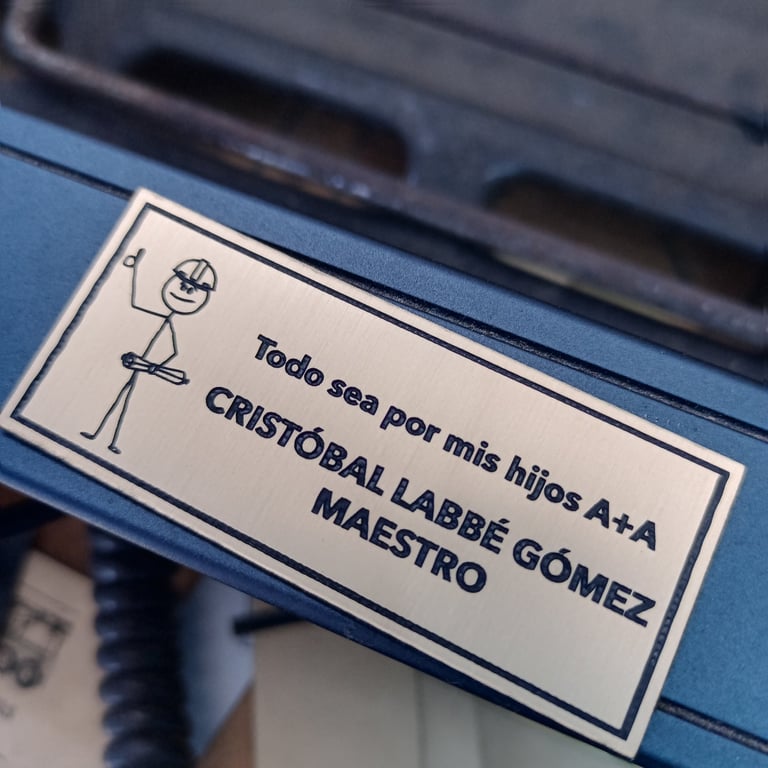 Todo sea por mis hijos A+A
CRISTÓBAL LABBÉ GÓMEZ
MAESTRO